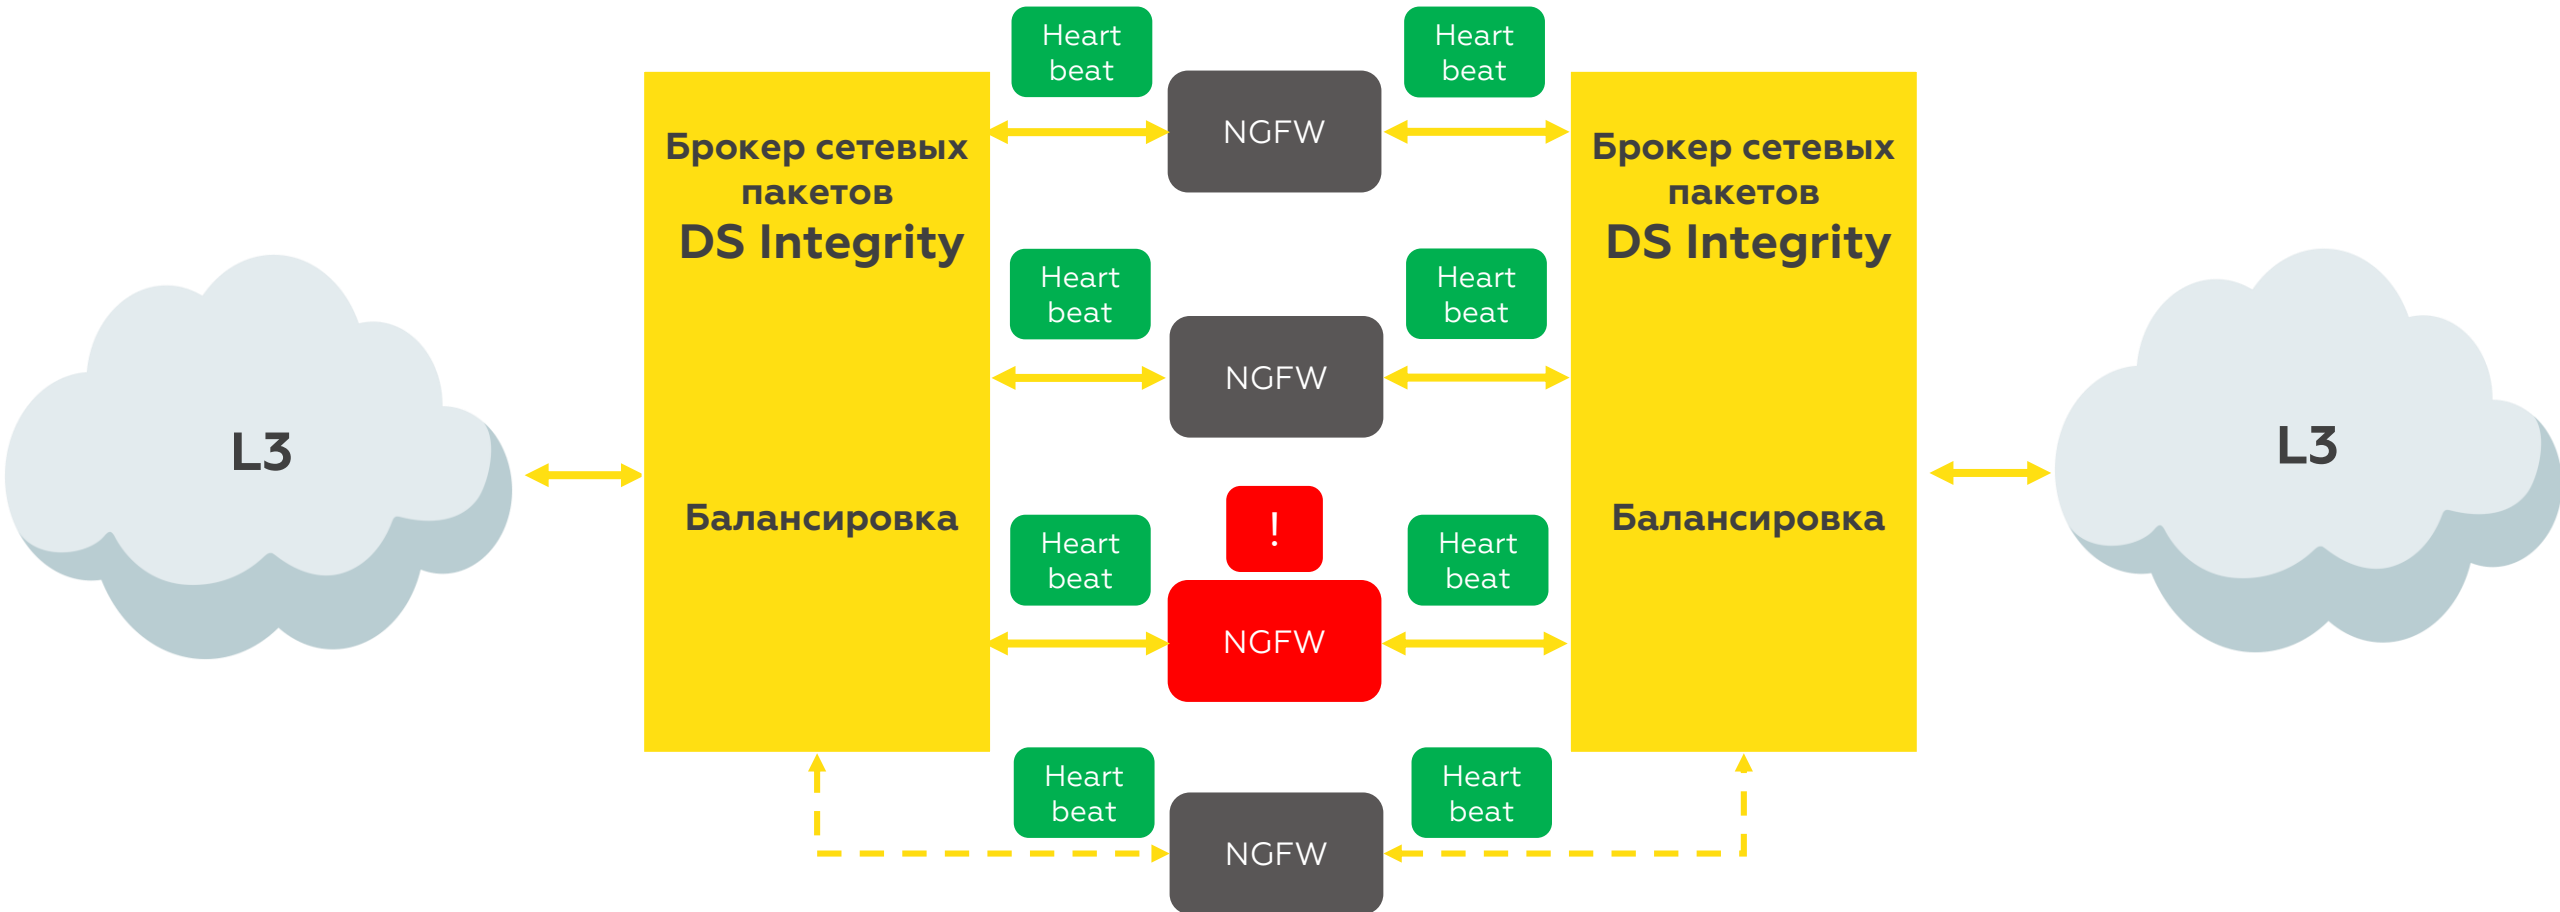 Heart
beat
Heart
beat
Брокер сетевых
пакетов
DS Integrity
NGFW
Брокер сетевых
пакетов
DS Integrity
Heart
beat
Heart
beat
NGFW
L3
L3
Балансировка
!
Балансировка
Heart
beat
Heart
beat
NGFW
Heart
beat
Heart
beat
NGFW